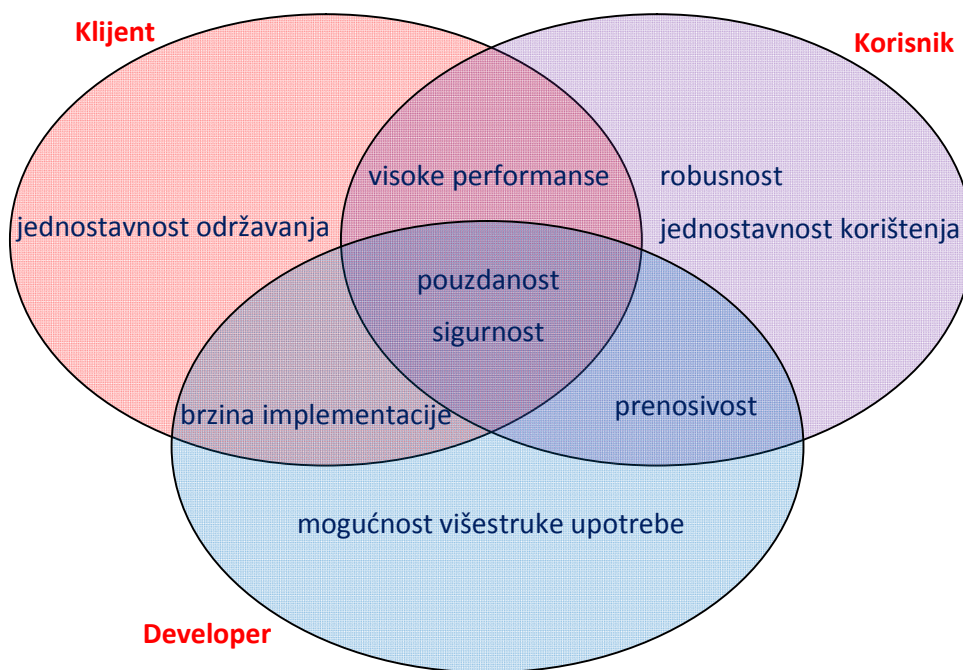 Klijent
Korisnik
visoke performanse
robusnost
jednostavnost održavanja
jednostavnost korištenja
pouzdanost
sigurnost
brzina implementacije
prenosivost
mogućnost višestruke upotrebe
Developer